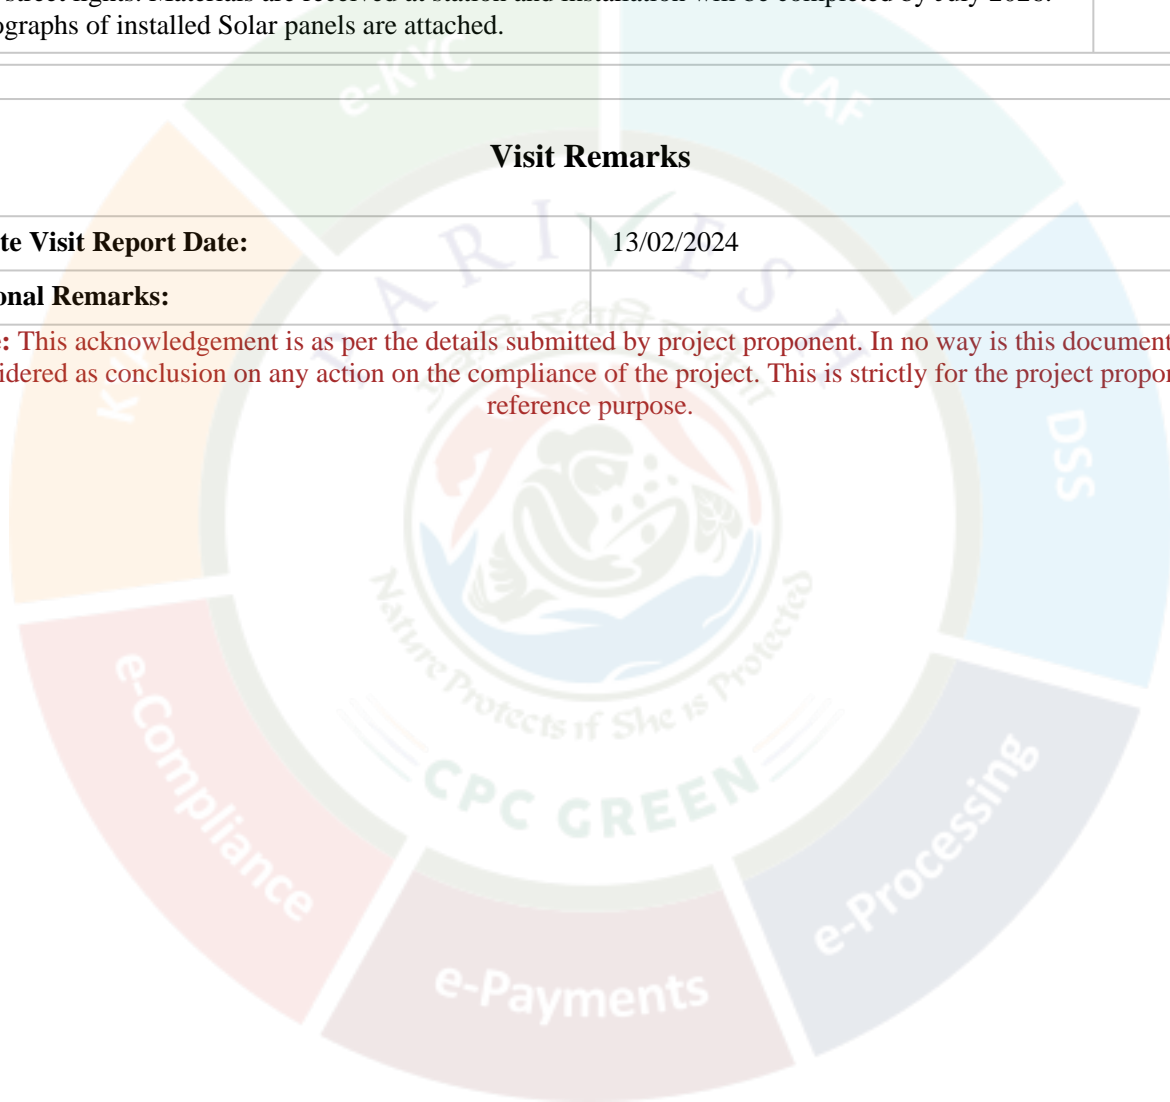 ographs of installed Solar panels are attached.
Visit Remarks
te Visit Report Date: 13/02/2024
onal Remarks:
: This acknowledgement is as per the details submitted by project proponent. In no way is this document
idered as conclusion on any action on the compliance of the project. This is strictly for the project propon
reference purpose.
e-KYC
CAF
PARIVESH
DSS
Nature Protects if She is Protected
CPC GREEN
e-Compliance
e-Processing
e-Payments